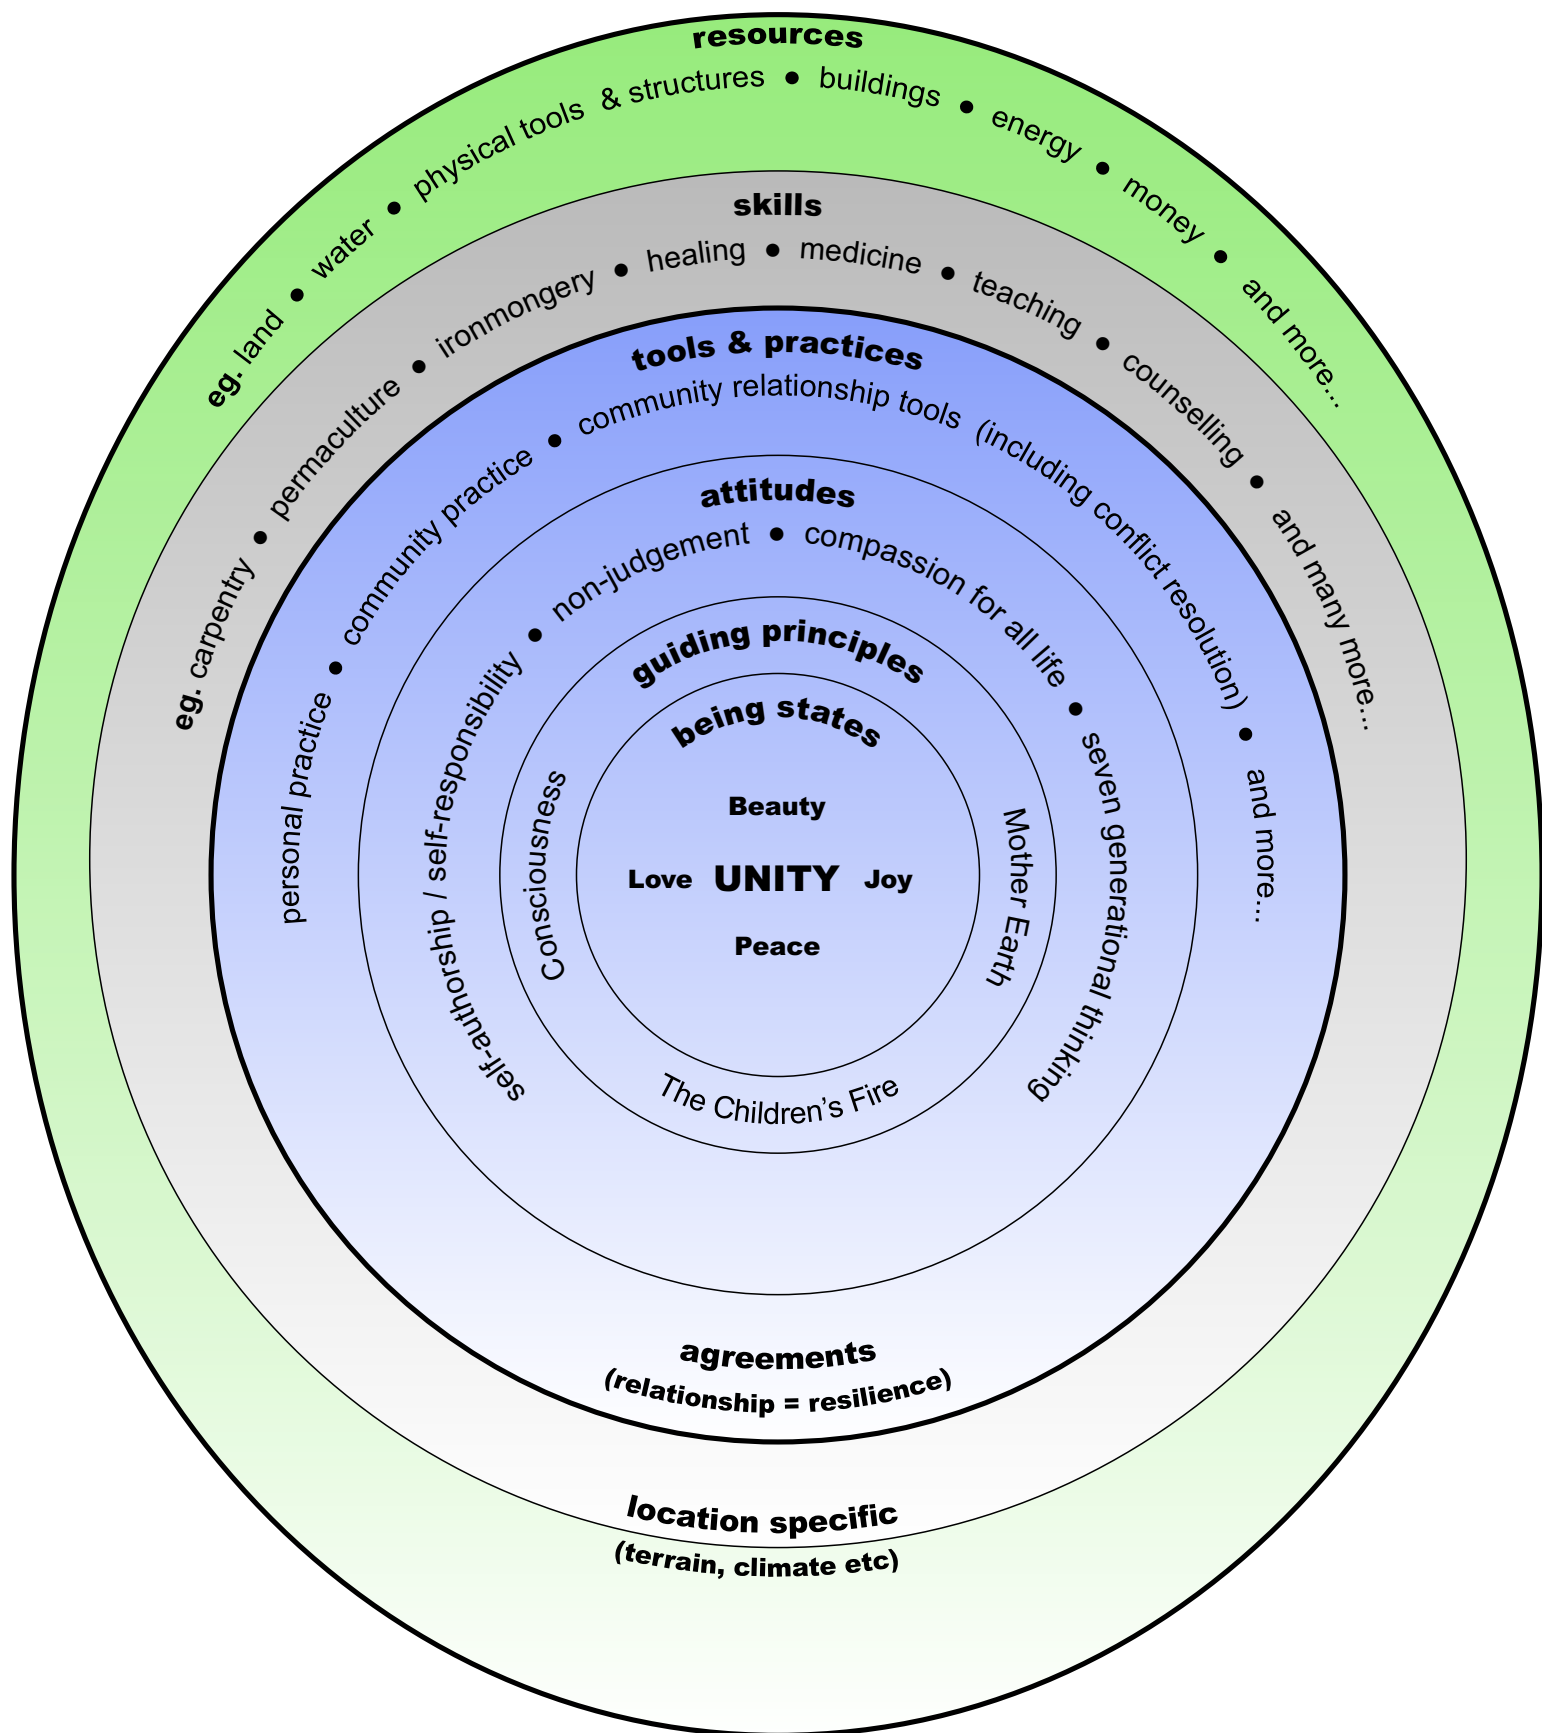 resources
eg. land • water • physical tools & structures • buildings • energy • money • and more...
skills
eg. carpentry • permaculture • ironmongery • healing • medicine • teaching • counselling • and many more...
tools & practices
personal practice • community practice • community relationship tools (including conflict resolution) • and more...
attitudes
self-authorship / self-responsibility • non-judgement • compassion for all life • seven generational thinking
guiding principles
Consciousness
Mother Earth
The Children’s Fire
being states
Beauty
Love UNITY Joy
Peace
agreements
(relationship = resilience)
location specific
(terrain, climate etc)